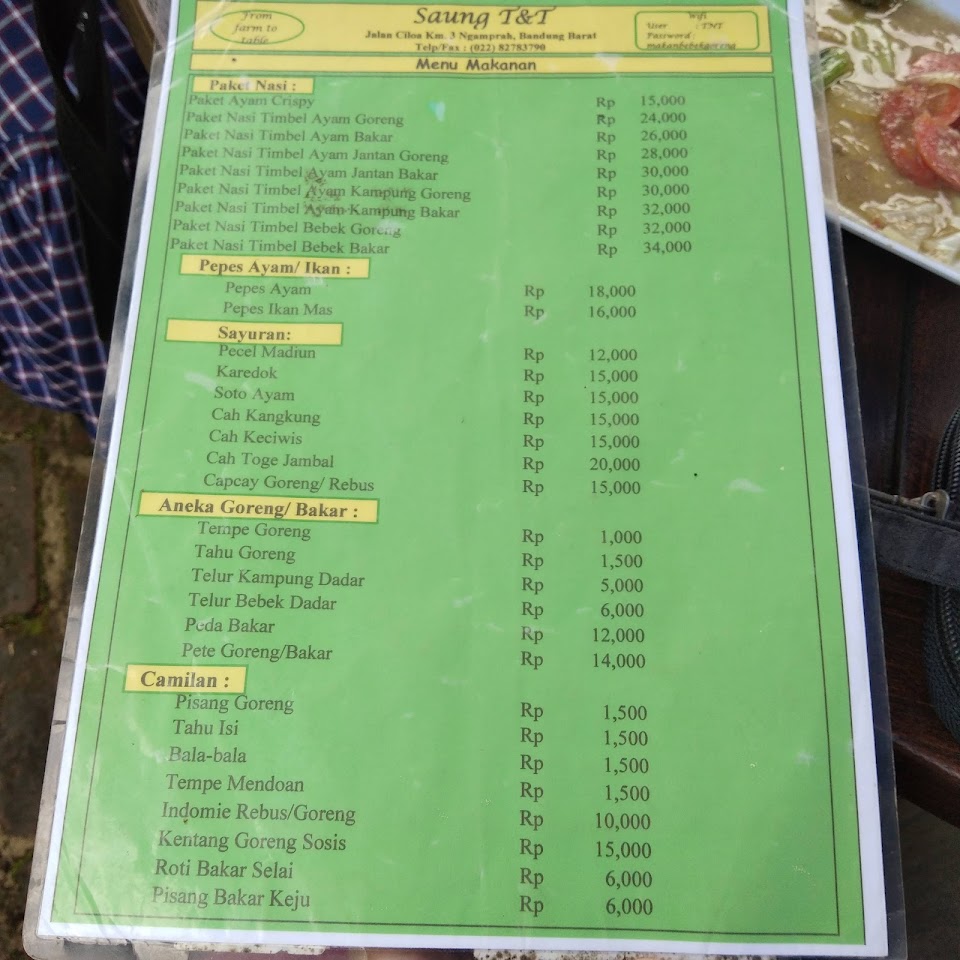 From
farm to
table
Saung T&T
Jalan Ciloa Km. 3 Ngamprah, Bandung Barat
Telp/Fax : (022) 82783790
Wifi
User : TNT
Password :
makanbebekgoreng
Menu Makanan
Paket Nasi :
Paket Ayam Crispy Rp 15,000
Paket Nasi Timbel Ayam Goreng Rp 24,000
Paket Nasi Timbel Ayam Bakar Rp 26,000
Paket Nasi Timbel Ayam Jantan Goreng Rp 28,000
Paket Nasi Timbel Ayam Jantan Bakar Rp 30,000
Paket Nasi Timbel Ayam Kampung Goreng Rp 30,000
Paket Nasi Timbel Ayam Kampung Bakar Rp 32,000
Paket Nasi Timbel Bebek Goreng Rp 32,000
Paket Nasi Timbel Bebek Bakar Rp 34,000
Pepes Ayam/ Ikan :
Pepes Ayam Rp 18,000
Pepes Ikan Mas Rp 16,000
Sayuran:
Pecel Madiun Rp 12,000
Karedok Rp 15,000
Soto Ayam Rp 15,000
Cah Kangkung Rp 15,000
Cah Keciwis Rp 15,000
Cah Toge Jambal Rp 20,000
Capcay Goreng/ Rebus Rp 15,000
Aneka Goreng/ Bakar :
Tempe Goreng Rp 1,000
Tahu Goreng Rp 1,500
Telur Kampung Dadar Rp 5,000
Telur Bebek Dadar Rp 6,000
Peda Bakar Rp 12,000
Pete Goreng/Bakar Rp 14,000
Camilan :
Pisang Goreng Rp 1,500
Tahu Isi Rp 1,500
Bala-bala Rp 1,500
Tempe Mendoan Rp 1,500
Indomie Rebus/Goreng Rp 10,000
Kentang Goreng Sosis Rp 15,000
Roti Bakar Selai Rp 6,000
Pisang Bakar Keju Rp 6,000